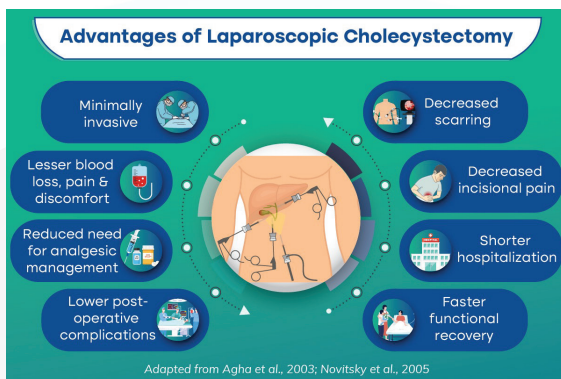 Advantages of Laparoscopic Cholecystectomy
Minimally
invasive
Lesser blood
loss, pain &
discomfort
Reduced need
for analgesic
management
Lower post-
operative
complications
Decreased
scarring
Decreased
incisional pain
Shorter
hospitalization
Faster
functional
recovery
Adapted from Agha et al., 2003; Novitsky et al., 2005